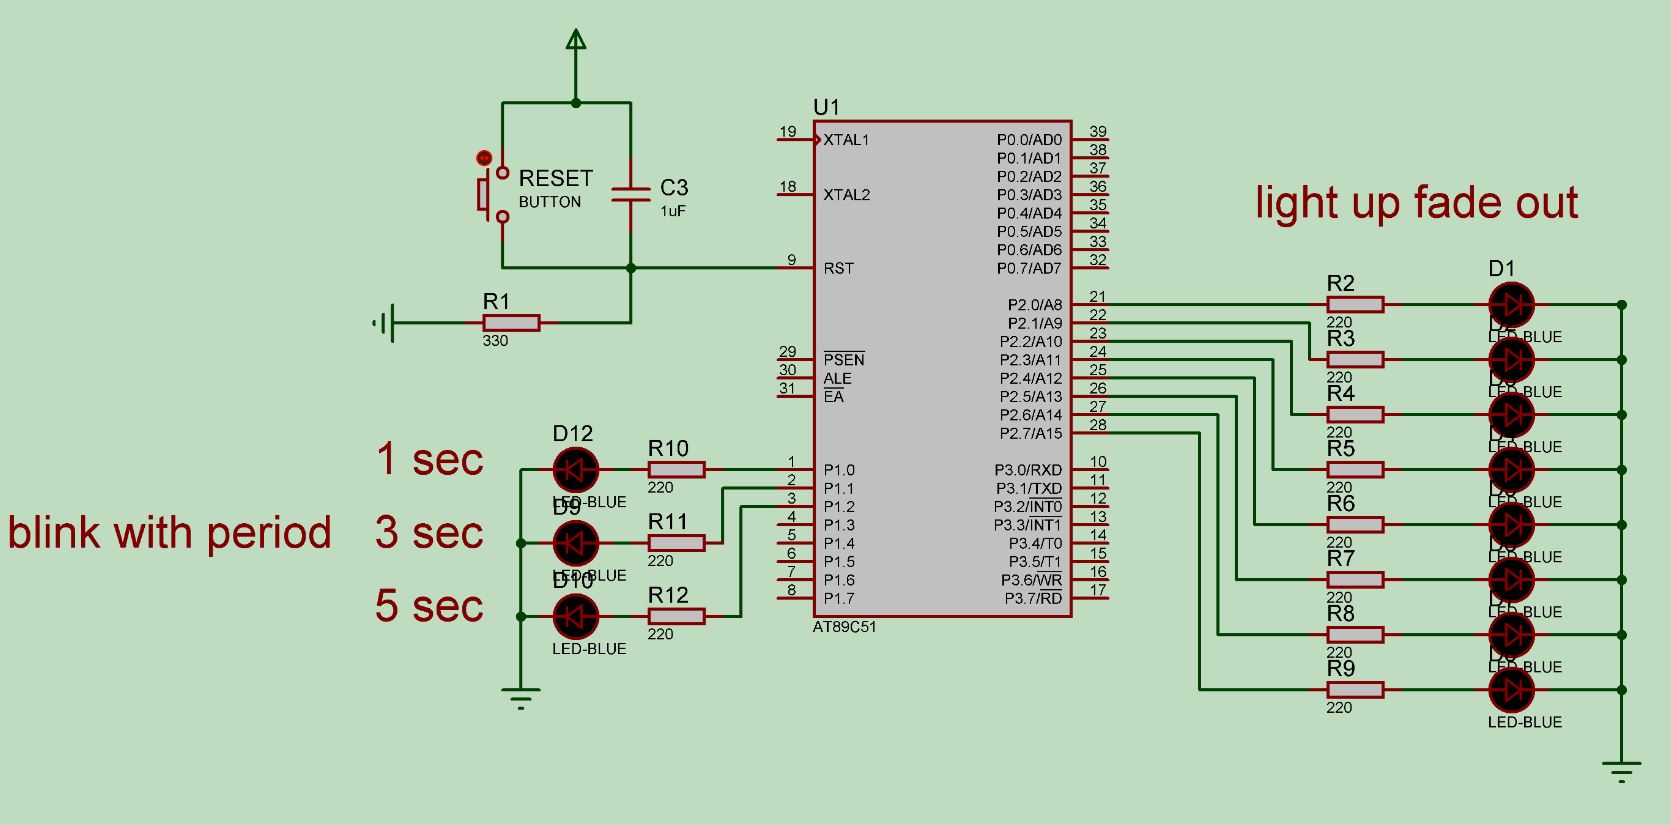 U1
19 XTAL1
18 XTAL2
9 RST
29 PSEN
30 ALE
31 EA
1 P1.0
2 P1.1
3 P1.2
4 P1.3
5 P1.4
6 P1.5
7 P1.6
8 P1.7
P0.0/AD0 39
P0.1/AD1 38
P0.2/AD2 37
P0.3/AD3 36
P0.4/AD4 35
P0.5/AD5 34
P0.6/AD6 33
P0.7/AD7 32
P2.0/A8 21
P2.1/A9 22
P2.2/A10 23
P2.3/A11 24
P2.4/A12 25
P2.5/A13 26
P2.6/A14 27
P2.7/A15 28
P3.0/RXD 10
P3.1/TXD 11
P3.2/INT0 12
P3.3/INT1 13
P3.4/T0 14
P3.5/T1 15
P3.6/WR 16
P3.7/RD 17
AT89C51
RESET
BUTTON
C3
1uF
R1
330
1 sec
blink with period 3 sec
5 sec
D12
LED-BLUE
D9
LED-BLUE
D10
LED-BLUE
R10
220
R11
220
R12
220
light up fade out
R2
220
R3
220
R4
220
R5
220
R6
220
R7
220
R8
220
R9
220
D1
LED-BLUE
LED-BLUE
LED-BLUE
LED-BLUE
LED-BLUE
LED-BLUE
LED-BLUE
LED-BLUE